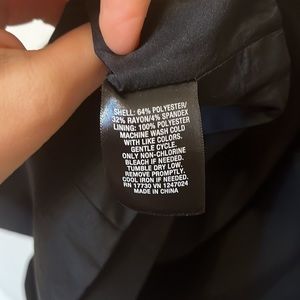 SHELL: 64% POLYESTER/
32% RAYON/4% SPANDEX
LINING: 100% POLYESTER
MACHINE WASH COLD
WITH LIKE COLORS.
GENTLE CYCLE.
ONLY NON-CHLORINE
BLEACH IF NEEDED.
TUMBLE DRY LOW.
REMOVE PROMPTLY.
COOL IRON IF NEEDED.
RN 17730 VN 1247024
MADE IN CHINA